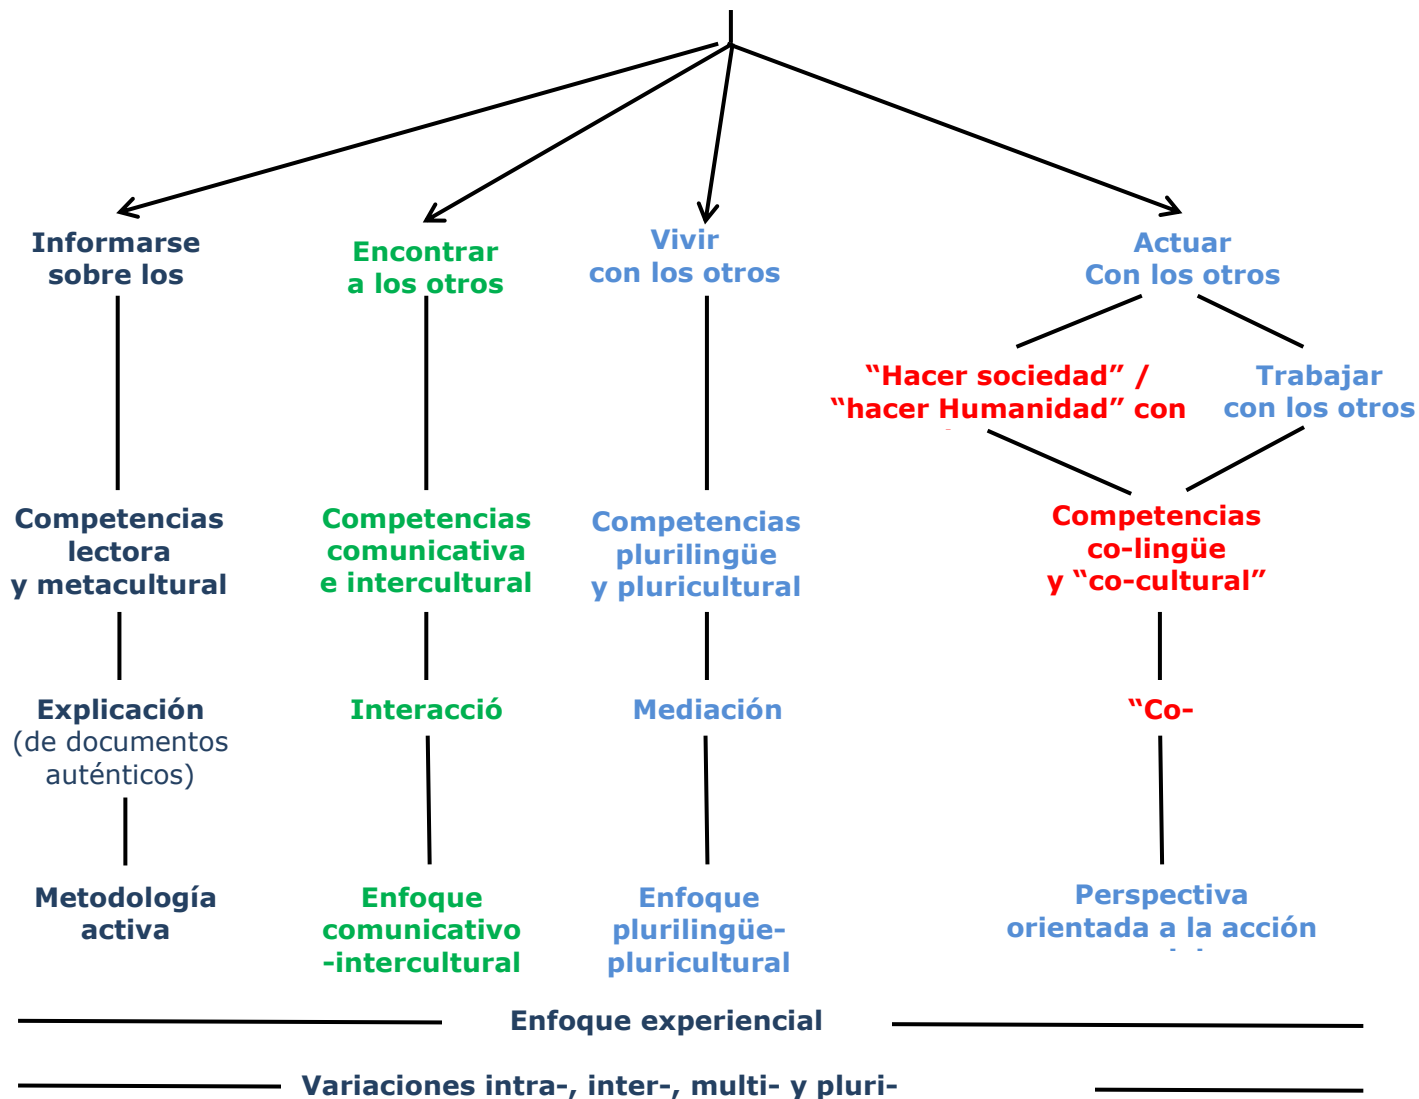 Informarse
sobre los
Encontrar
a los otros
Vivir
con los otros
Actuar
Con los otros
“Hacer sociedad” /
“hacer Humanidad” con
Trabajar
con los otros
Competencias
lectora
y metacultural
Competencias
comunicativa
e intercultural
Competencias
plurilingüe
y pluricultural
Competencias
co-lingüe
y “co-cultural”
Explicación
(de documentos
auténticos)
Interacció
Mediación
“Co-
Metodología
activa
Enfoque
comunicativo
-intercultural
Enfoque
plurilingüe-
pluricultural
Perspectiva
orientada a la acción
Enfoque experiencial
Variaciones intra-, inter-, multi- y pluri-